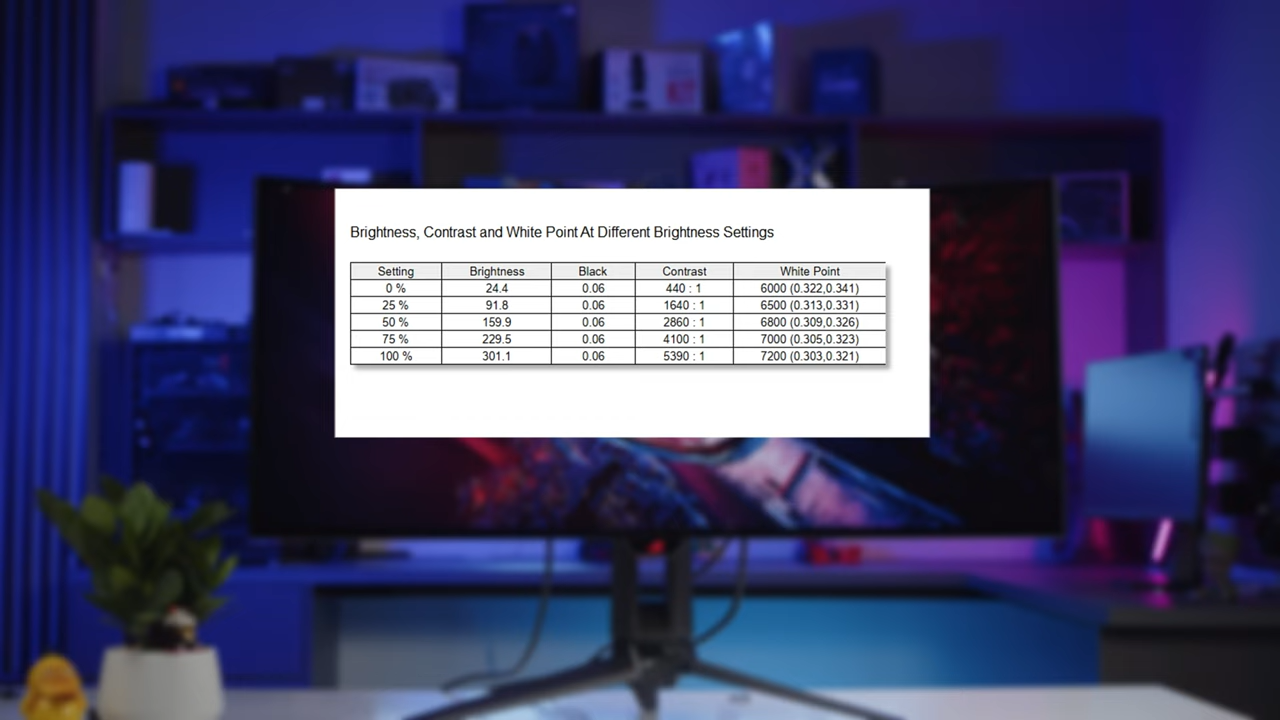 Brightness, Contrast and White Point At Different Brightness Settings
Setting Brightness Black Contrast White Point
0 % 24.4 0.06 440 : 1 6000 (0.322,0.341)
25 % 91.8 0.06 1640 : 1 6500 (0.313,0.331)
50 % 159.9 0.06 2860 : 1 6800 (0.309,0.326)
75 % 229.5 0.06 4100 : 1 7000 (0.305,0.323)
100 % 301.1 0.06 5390 : 1 7200 (0.303,0.321)